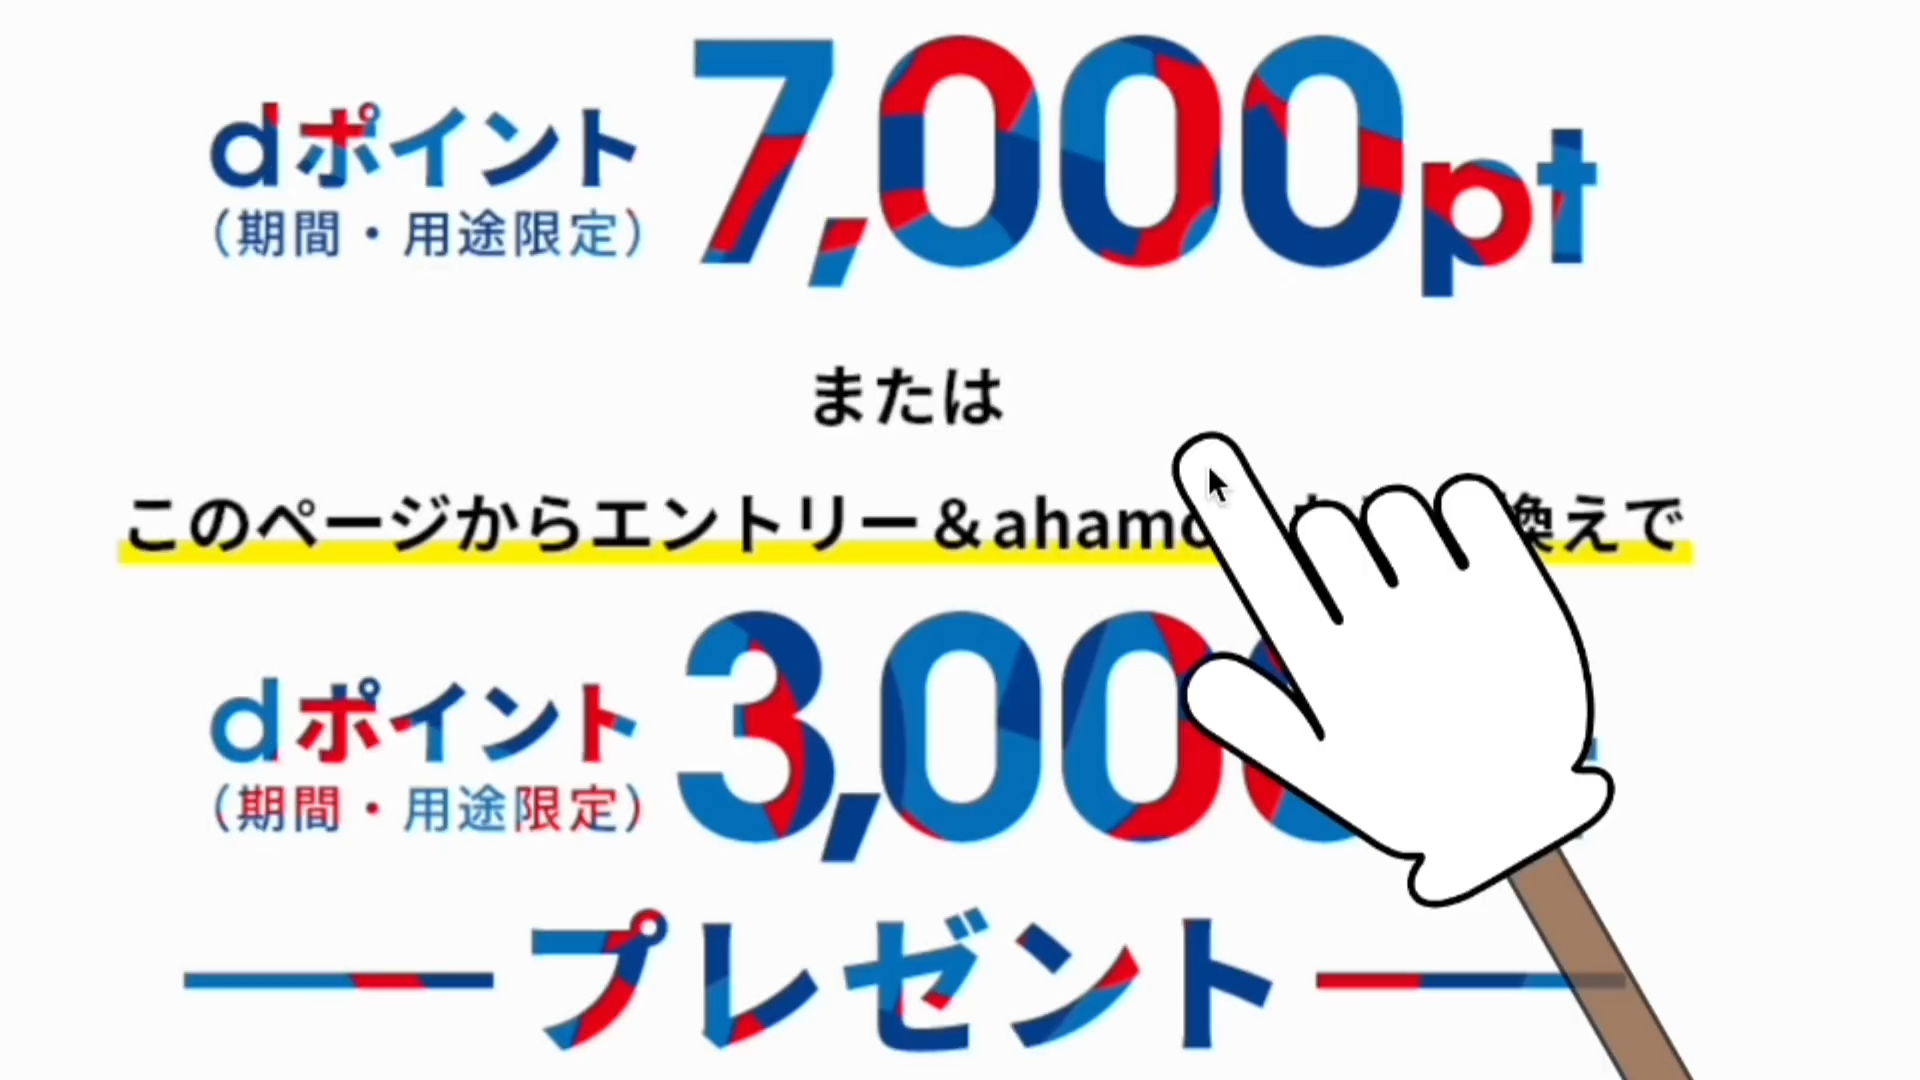 dポイント
(期間・用途限定)
7,000pt
または
このページからエントリー&ahamo 換えで
dポイント
(期間・用途限定)
3,000
プレゼント